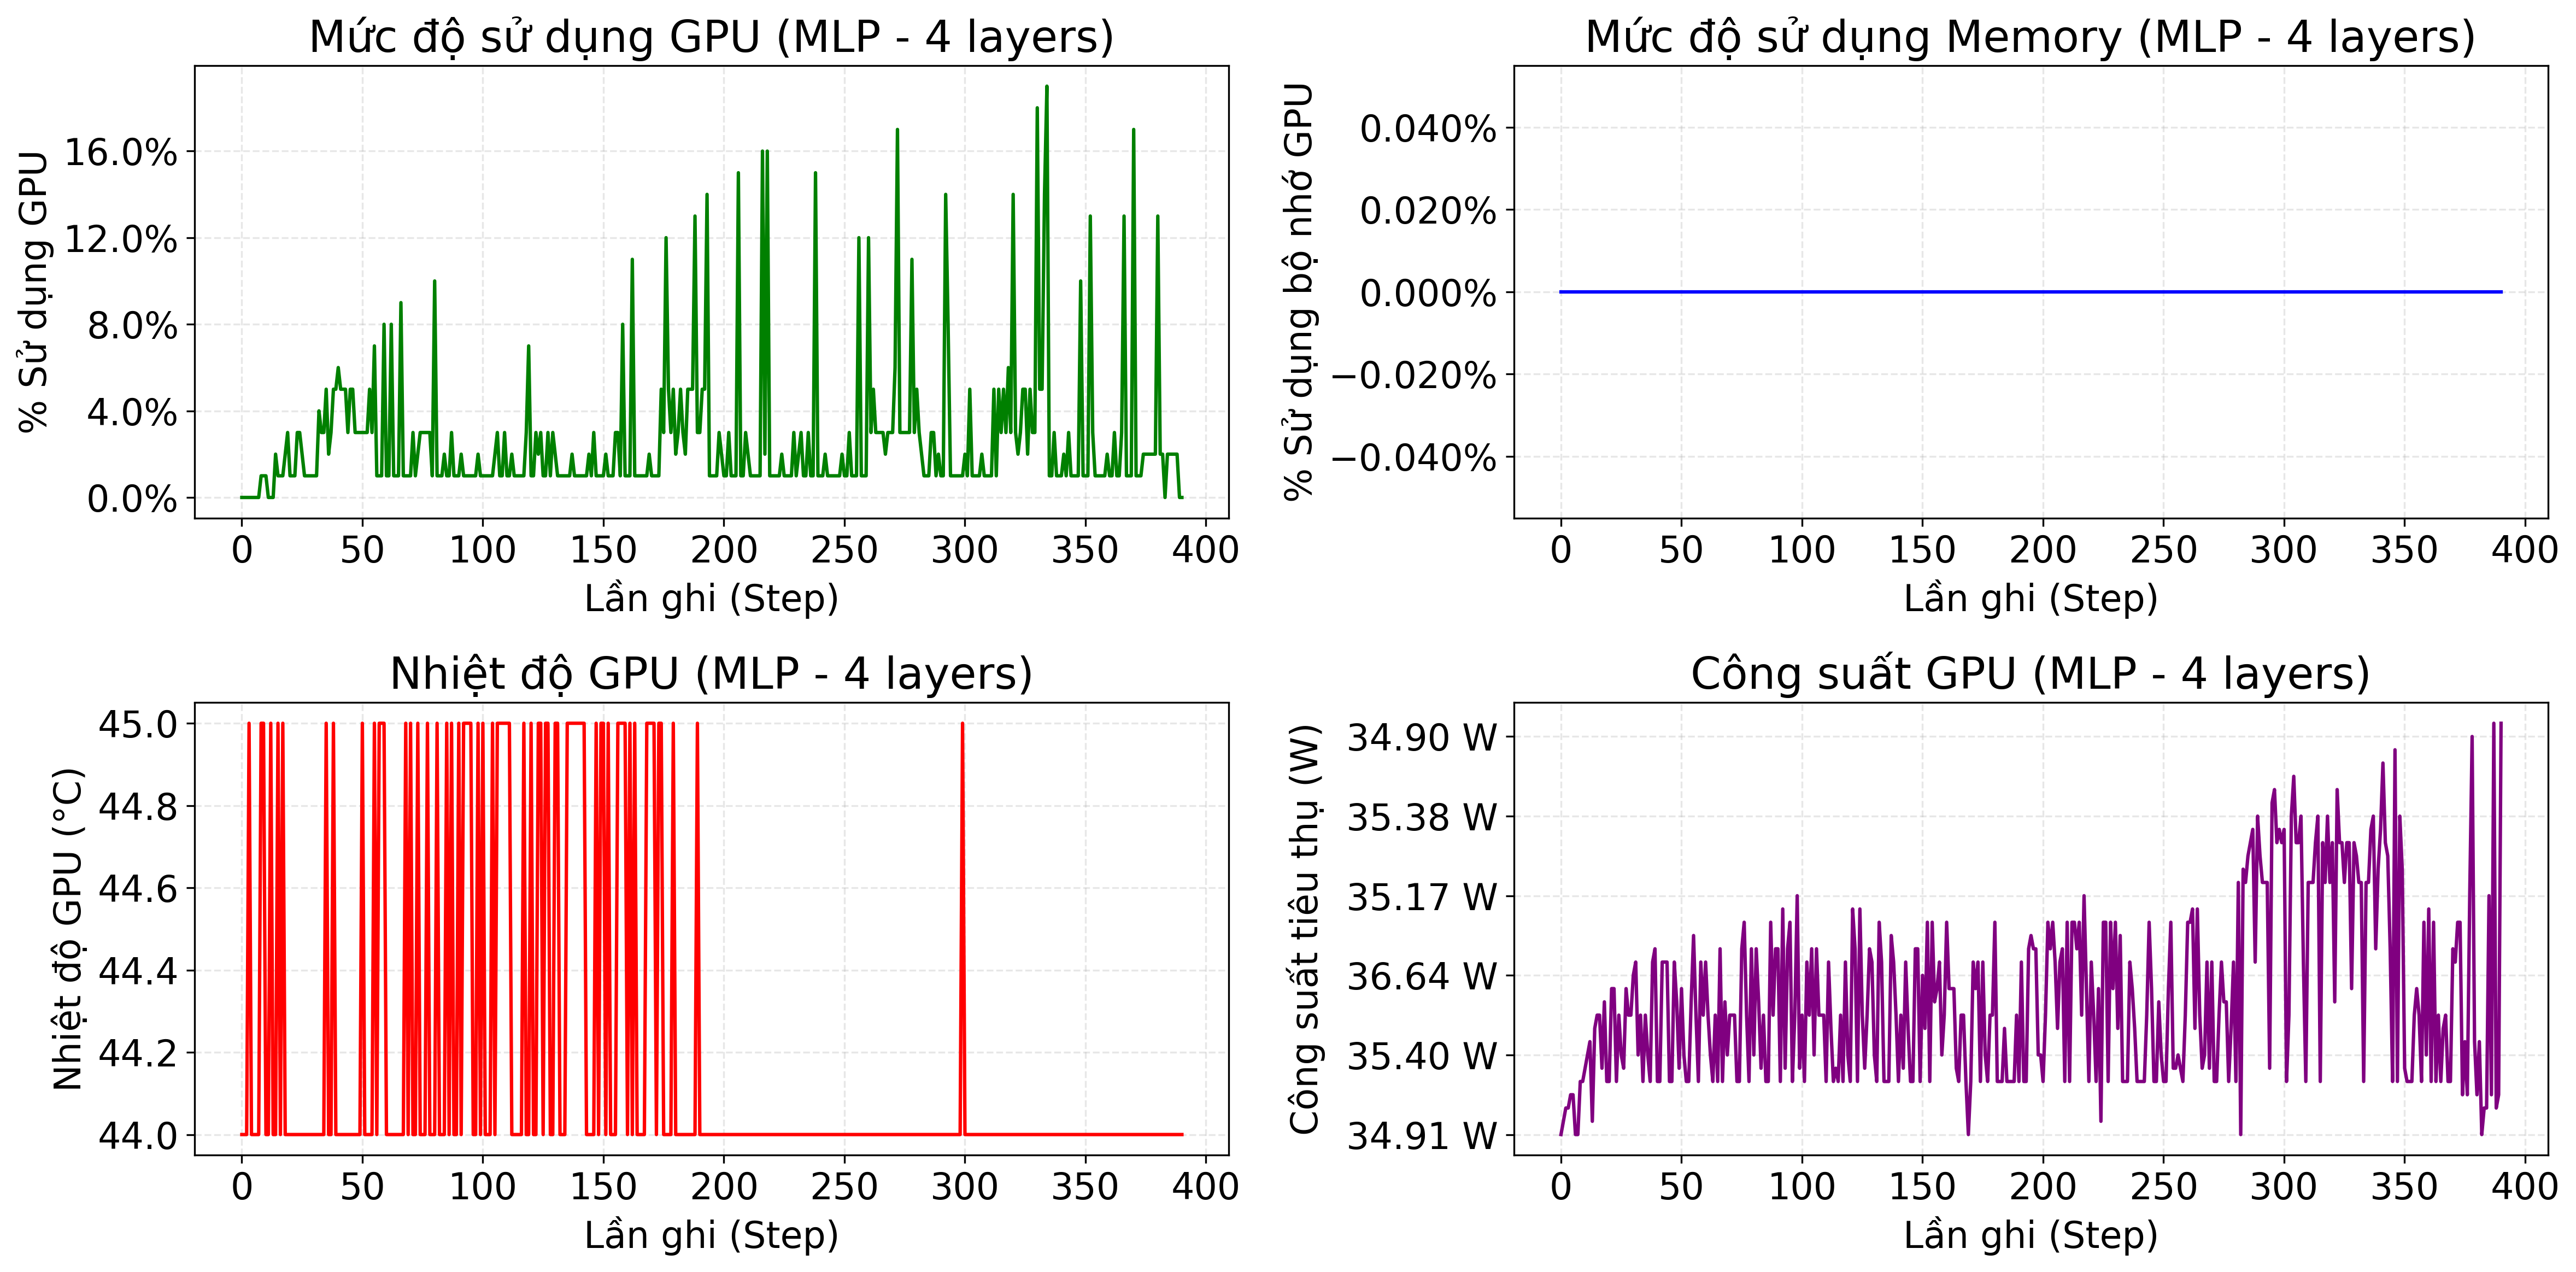 Mức độ sử dụng GPU (MLP - 4 layers)
% Sử dụng GPU
16.0%
12.0%
8.0%
4.0%
0.0%
0 50 100 150 200 250 300 350 400
Lần ghi (Step)
Mức độ sử dụng Memory (MLP - 4 layers)
% Sử dụng bộ nhớ GPU
0.040%
0.020%
0.000%
−0.020%
−0.040%
0 50 100 150 200 250 300 350 400
Lần ghi (Step)
Nhiệt độ GPU (MLP - 4 layers)
Nhiệt độ GPU (°C)
45.0
44.8
44.6
44.4
44.2
44.0
0 50 100 150 200 250 300 350 400
Lần ghi (Step)
Công suất GPU (MLP - 4 layers)
Công suất tiêu thụ (W)
34.90 W
35.38 W
35.17 W
36.64 W
35.40 W
34.91 W
0 50 100 150 200 250 300 350 400
Lần ghi (Step)